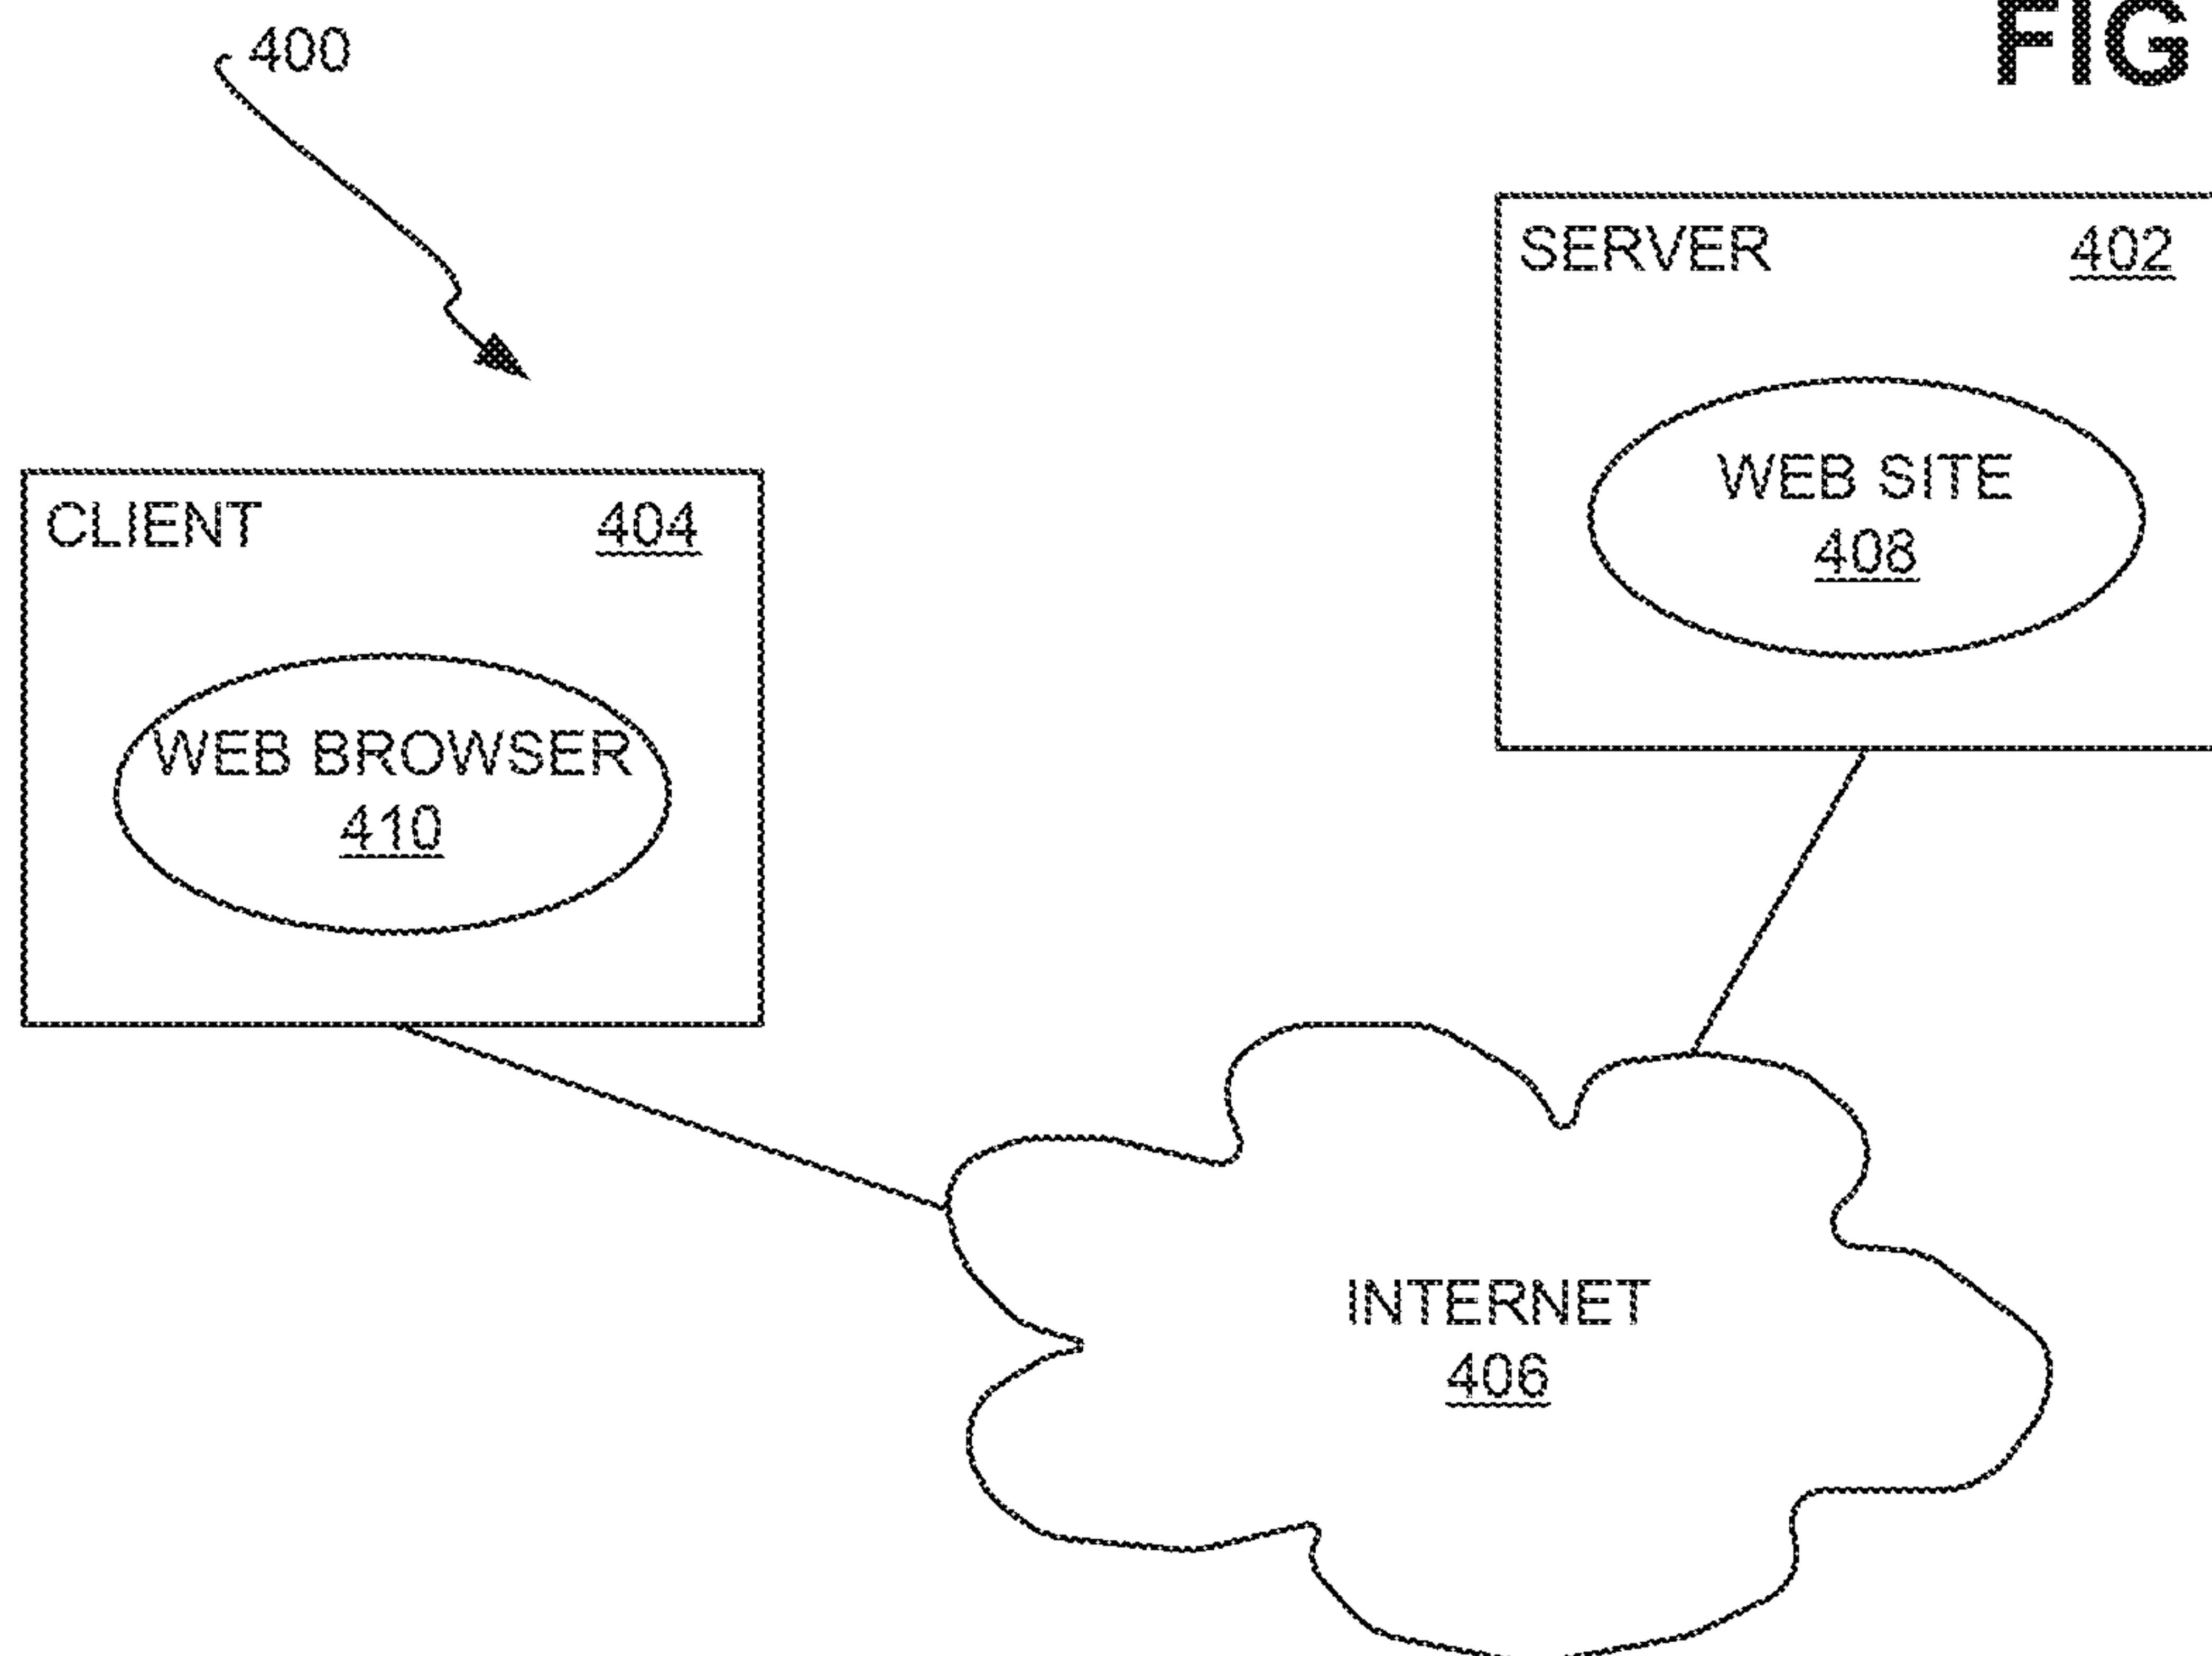 400
FIG
SERVER 402
WEB SITE
408
CLIENT 404
WEB BROWSER
410
INTERNET
406